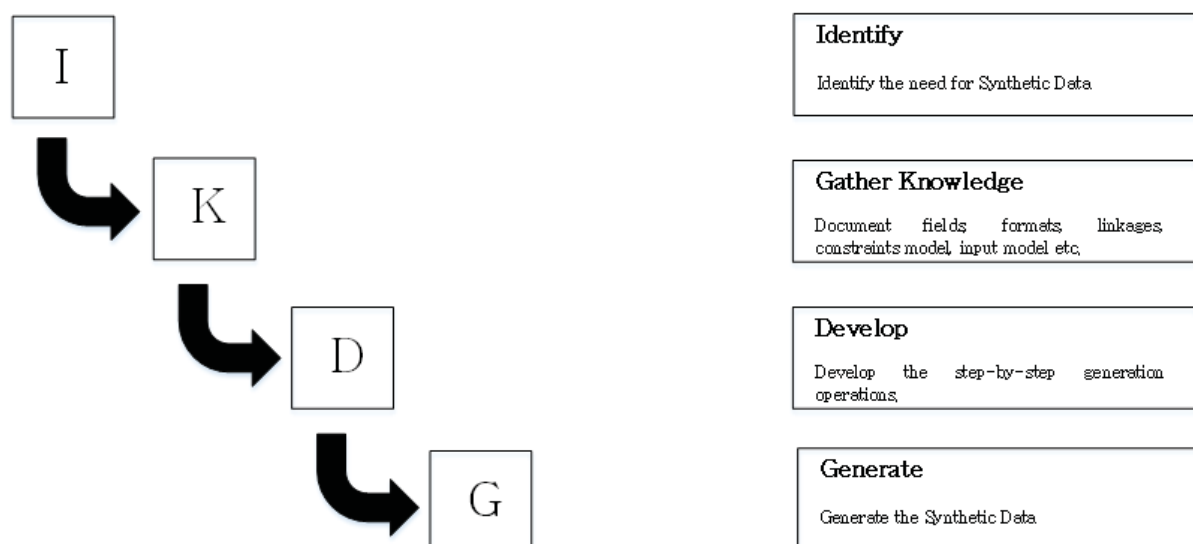 I
Identify
Identify the need for Synthetic Data
K
Gather Knowledge
Document fields, formats, linkages,
constraints model, input model etc,
D
Develop
Develop the step-by-step generation
operations,
G
Generate
Generate the Synthetic Data